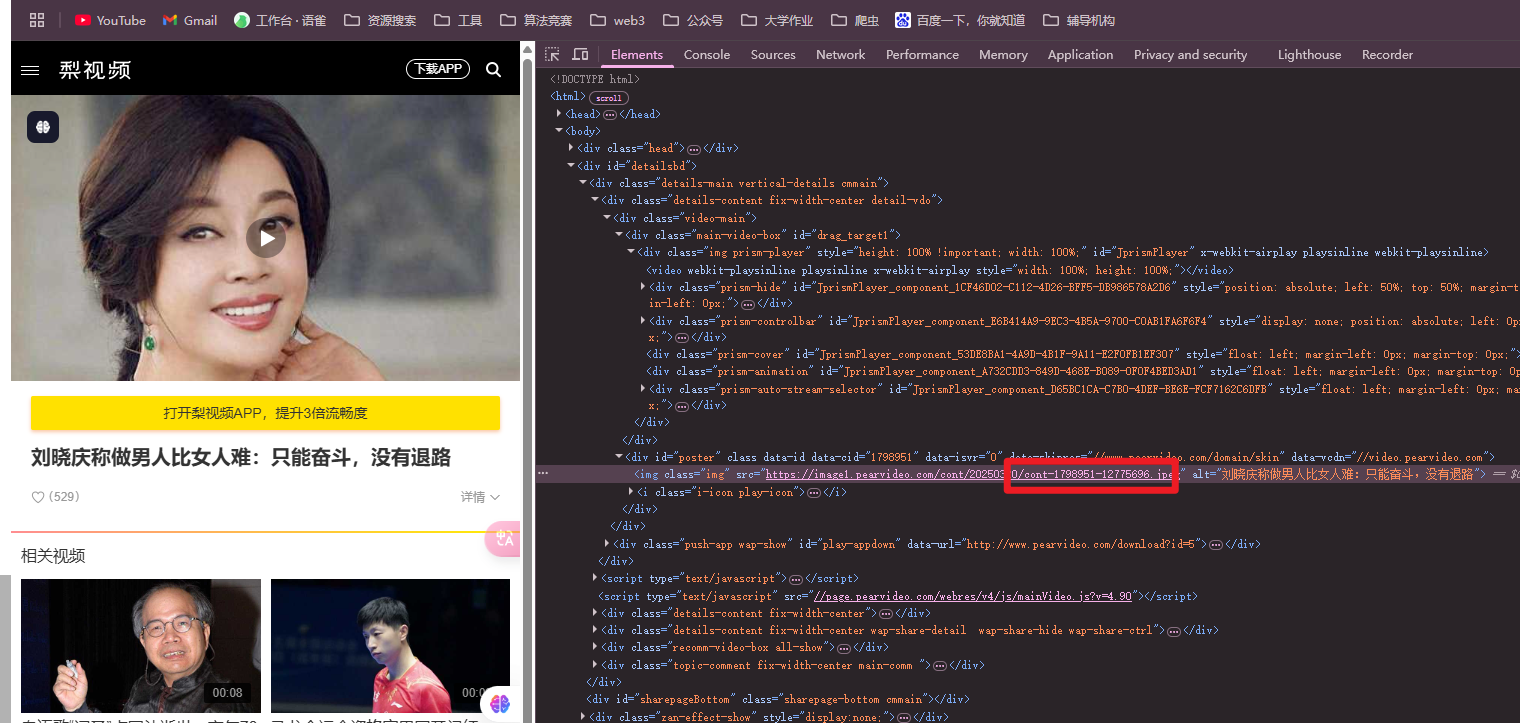 YouTube Gmail 工作台 · 语雀 资源搜索 工具 算法竞赛 web3 公众号 大学作业 爬虫 百度一下，你就知道 辅导机构
梨视频 下载APP
打开梨视频APP，提升3倍流畅度
刘晓庆称做男人比女人难：只能奋斗，没有退路
(529) 详情
相关视频
00:08
Elements Console Sources Network Performance Memory Application Privacy and security Lighthouse Recorder
<!DOCTYPE html>
<html> scroll
<head> ⋯ </head>
<body>
<div class="head"> ⋯ </div>
<div id="detailsbd">
<div class="details-main vertical-details cmmain">
<div class="details-content fix-width-center detail-vdo">
<div class="video-main">
<div class="main-video-box" id="drag_target1">
<div class="img prism-player" style="height: 100% !important; width: 100%;" id="JprismPlayer" x-webkit-airplay playsinline webkit-playsinline>
<video webkit-playsinline playsinline x-webkit-airplay style="width: 100%; height: 100%;"></video>
<div class="prism-hide" id="JprismPlayer_component_1CF46D02-C112-4D26-BFF5-DB986578A2D6" style="position: absolute; left: 50%; top: 50%; margin-t
in-left: 0px;"> ⋯ </div>
<div class="prism-controlbar" id="JprismPlayer_component_E6B414A9-9EC3-4B5A-9700-C0AB1FA6F6F4" style="display: none; position: absolute; left: 0p
x;"> ⋯ </div>
<div class="prism-cover" id="JprismPlayer_component_53DE8BA1-4A9D-4B1F-9A11-E2F0FB1EF307" style="float: left; margin-left: 0px; margin-top: 0px;">
<div class="prism-animation" id="JprismPlayer_component_A732CDD3-849D-468E-B089-0F0F4BED3AD1" style="float: left; margin-left: 0px; margin-top: 0p
<div class="prism-auto-stream-selector" id="JprismPlayer_component_D65BC1CA-C7B0-4DEF-BE6E-FCF7162C6DFB" style="float: left; margin-left: 0px; ma
x;"> ⋯ </div>
</div>
</div>
<div id="poster" class data-id data-cid="1798951" data-isvr="0" data-skinres="//www.pearvideo.com/domain/skin" data-vcdn="//video.pearvideo.com">
<img class="img" src="https://image1.pearvideo.com/cont/20250330/cont-1798951-12775696.jpeg" alt="刘晓庆称做男人比女人难：只能奋斗，没有退路"> == $0
<i class="i-icon play-icon"> ⋯ </i>
</div>
</div>
<div class="push-app wap-show" id="play-appdown" data-url="http://www.pearvideo.com/download?id=5"> ⋯ </div>
</div>
<script type="text/javascript"> ⋯ </script>
<script type="text/javascript" src="//page.pearvideo.com/webres/v4/js/mainVideo.js?v=4.90"></script>
<div class="details-content fix-width-center"> ⋯ </div>
<div class="details-content fix-width-center wap-share-detail  wap-share-hide wap-share-ctrl"> ⋯ </div>
<div class="recomm-video-box all-show"> ⋯ </div>
<div class="topic-comment fix-width-center main-comm "> ⋯ </div>
</div>
<div id="sharepageBottom" class="sharepage-bottom cmmain"></div>
<div class="zan-effect-show" style="display:none;"> ⋯ </div>